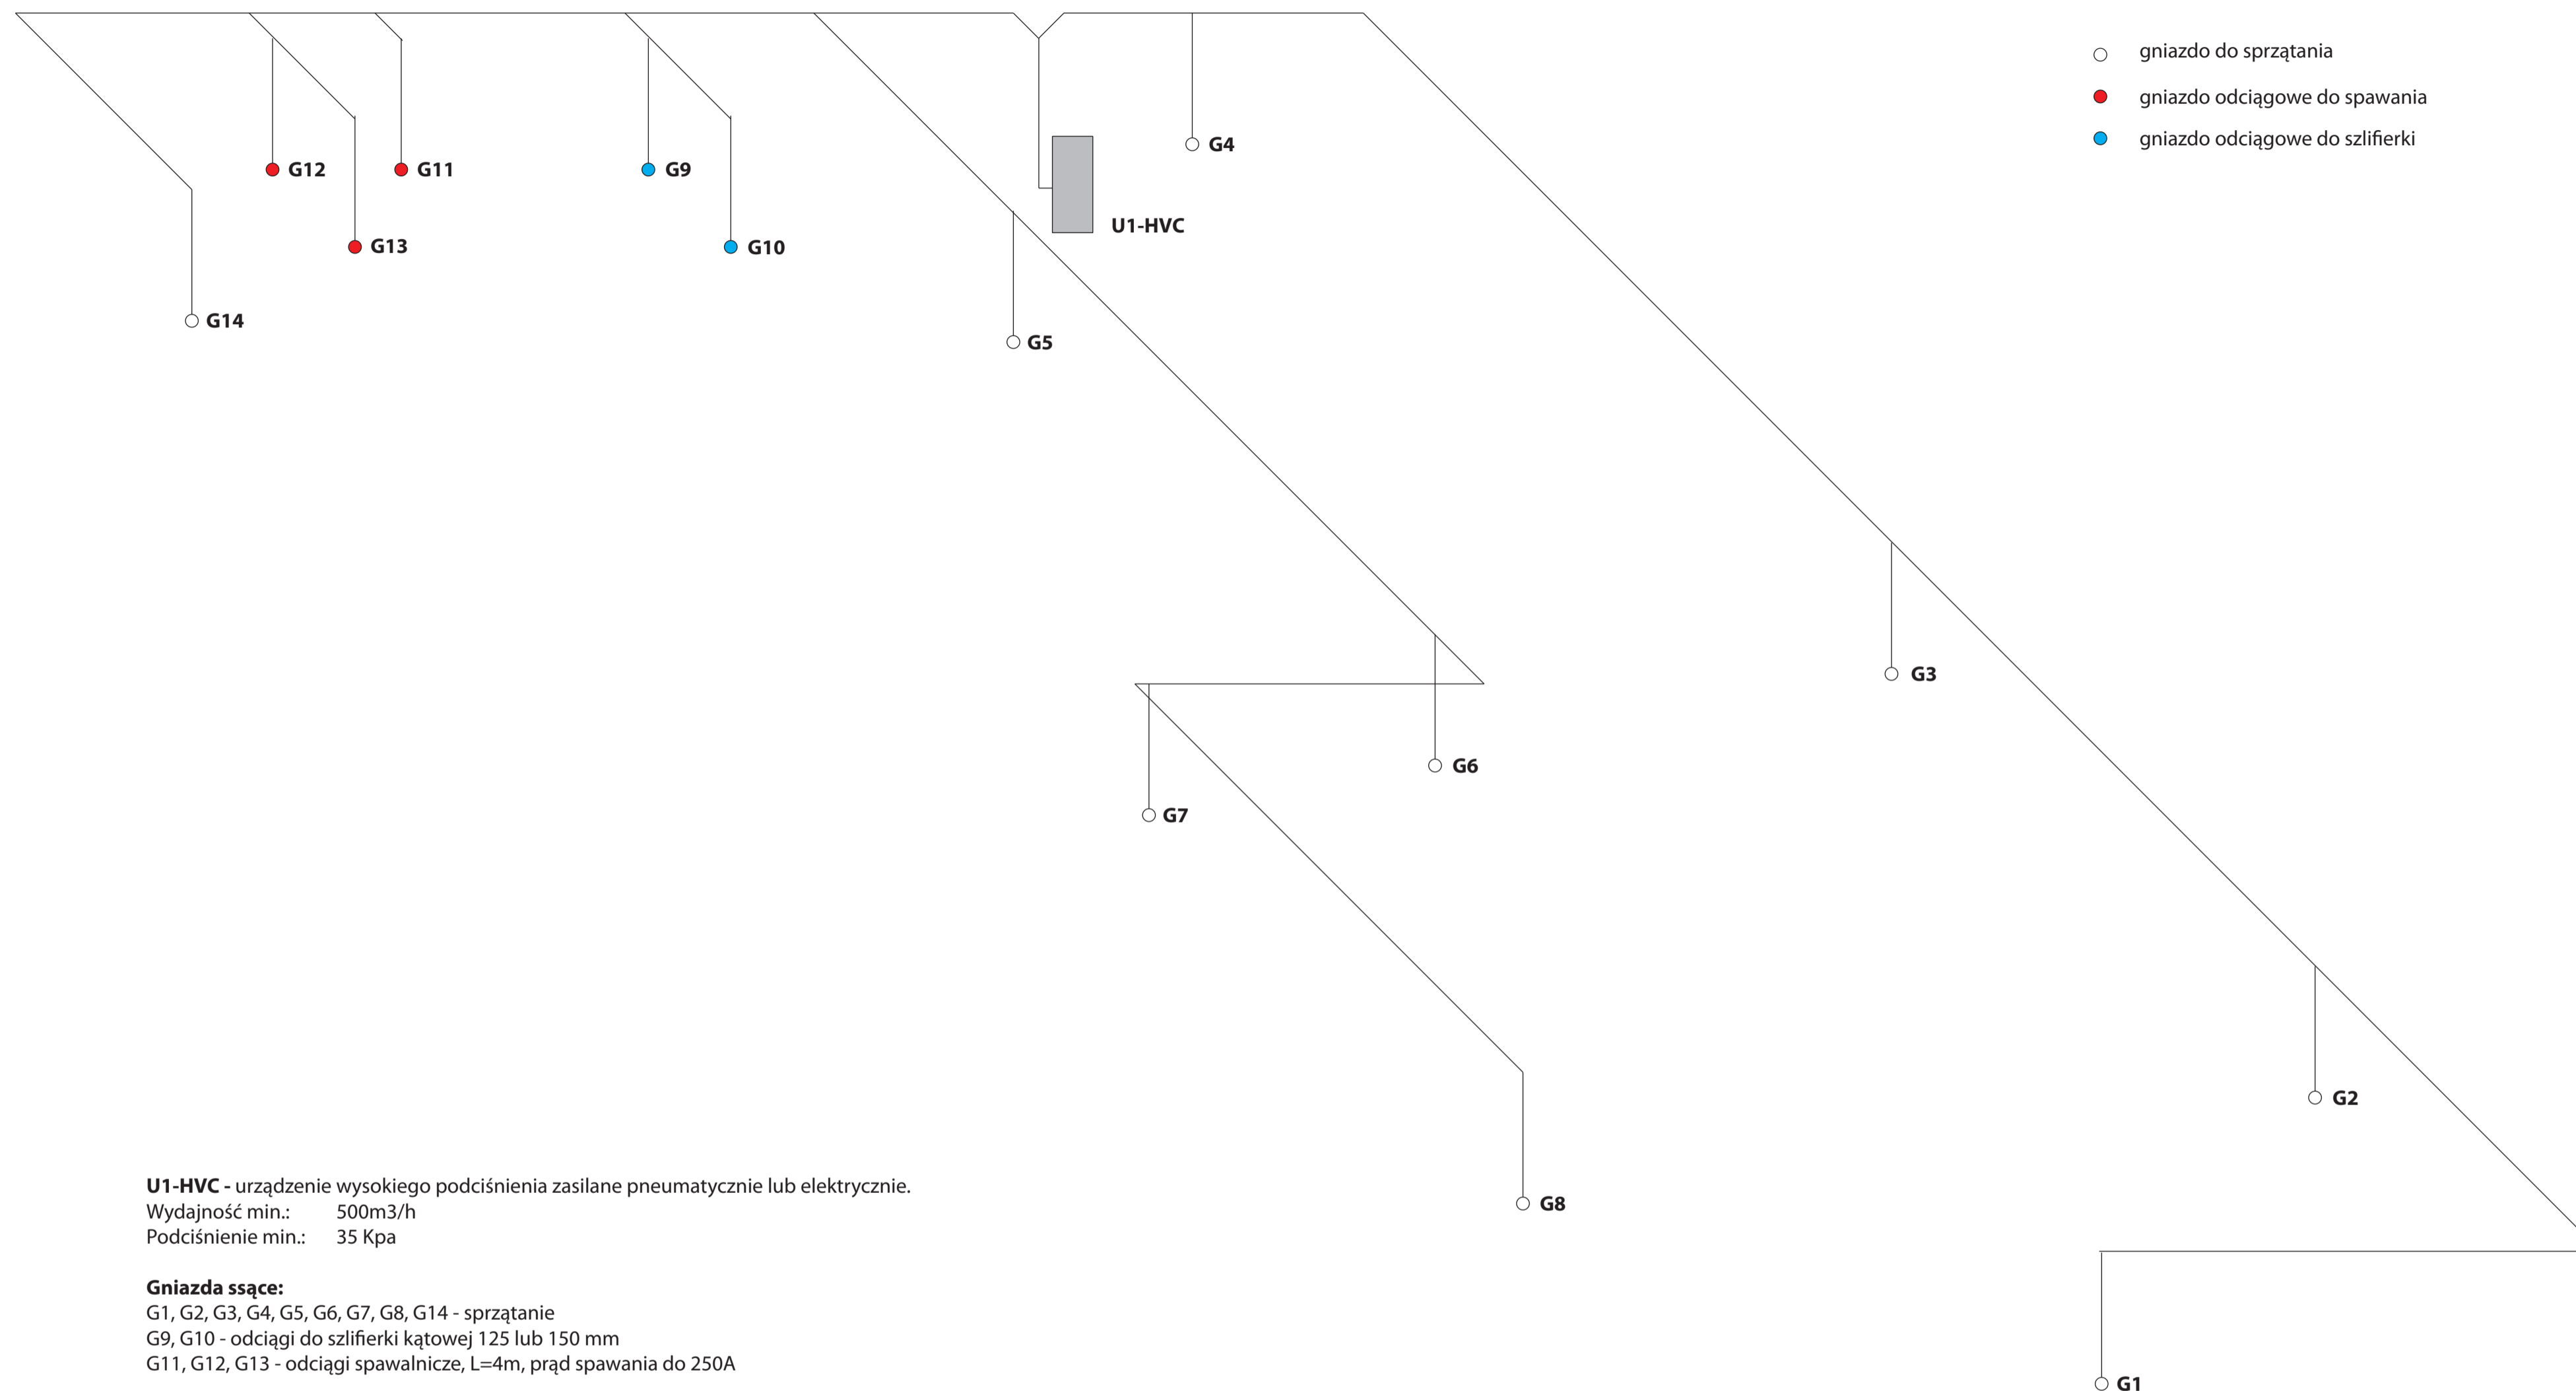 gniazdo do sprzątania
gniazdo odciągowe do spawania
gniazdo odciągowe do szlifierki
G4
G12
G11
G9
U1-HVC
G13
G10
G14
G5
G3
G6
G7
G2
G8
U1-HVC - urządzenie wysokiego podciśnienia zasilane pneumatycznie lub elektrycznie.
Wydajność min.: 500m3/h
Podciśnienie min.: 35 Kpa
Gniazda ssące:
G1, G2, G3, G4, G5, G6, G7, G8, G14 - sprzątanie
G9, G10 - odciągi do szlifierki kątowej 125 lub 150 mm
G11, G12, G13 - odciągi spawalnicze, L=4m, prąd spawania do 250A
G1